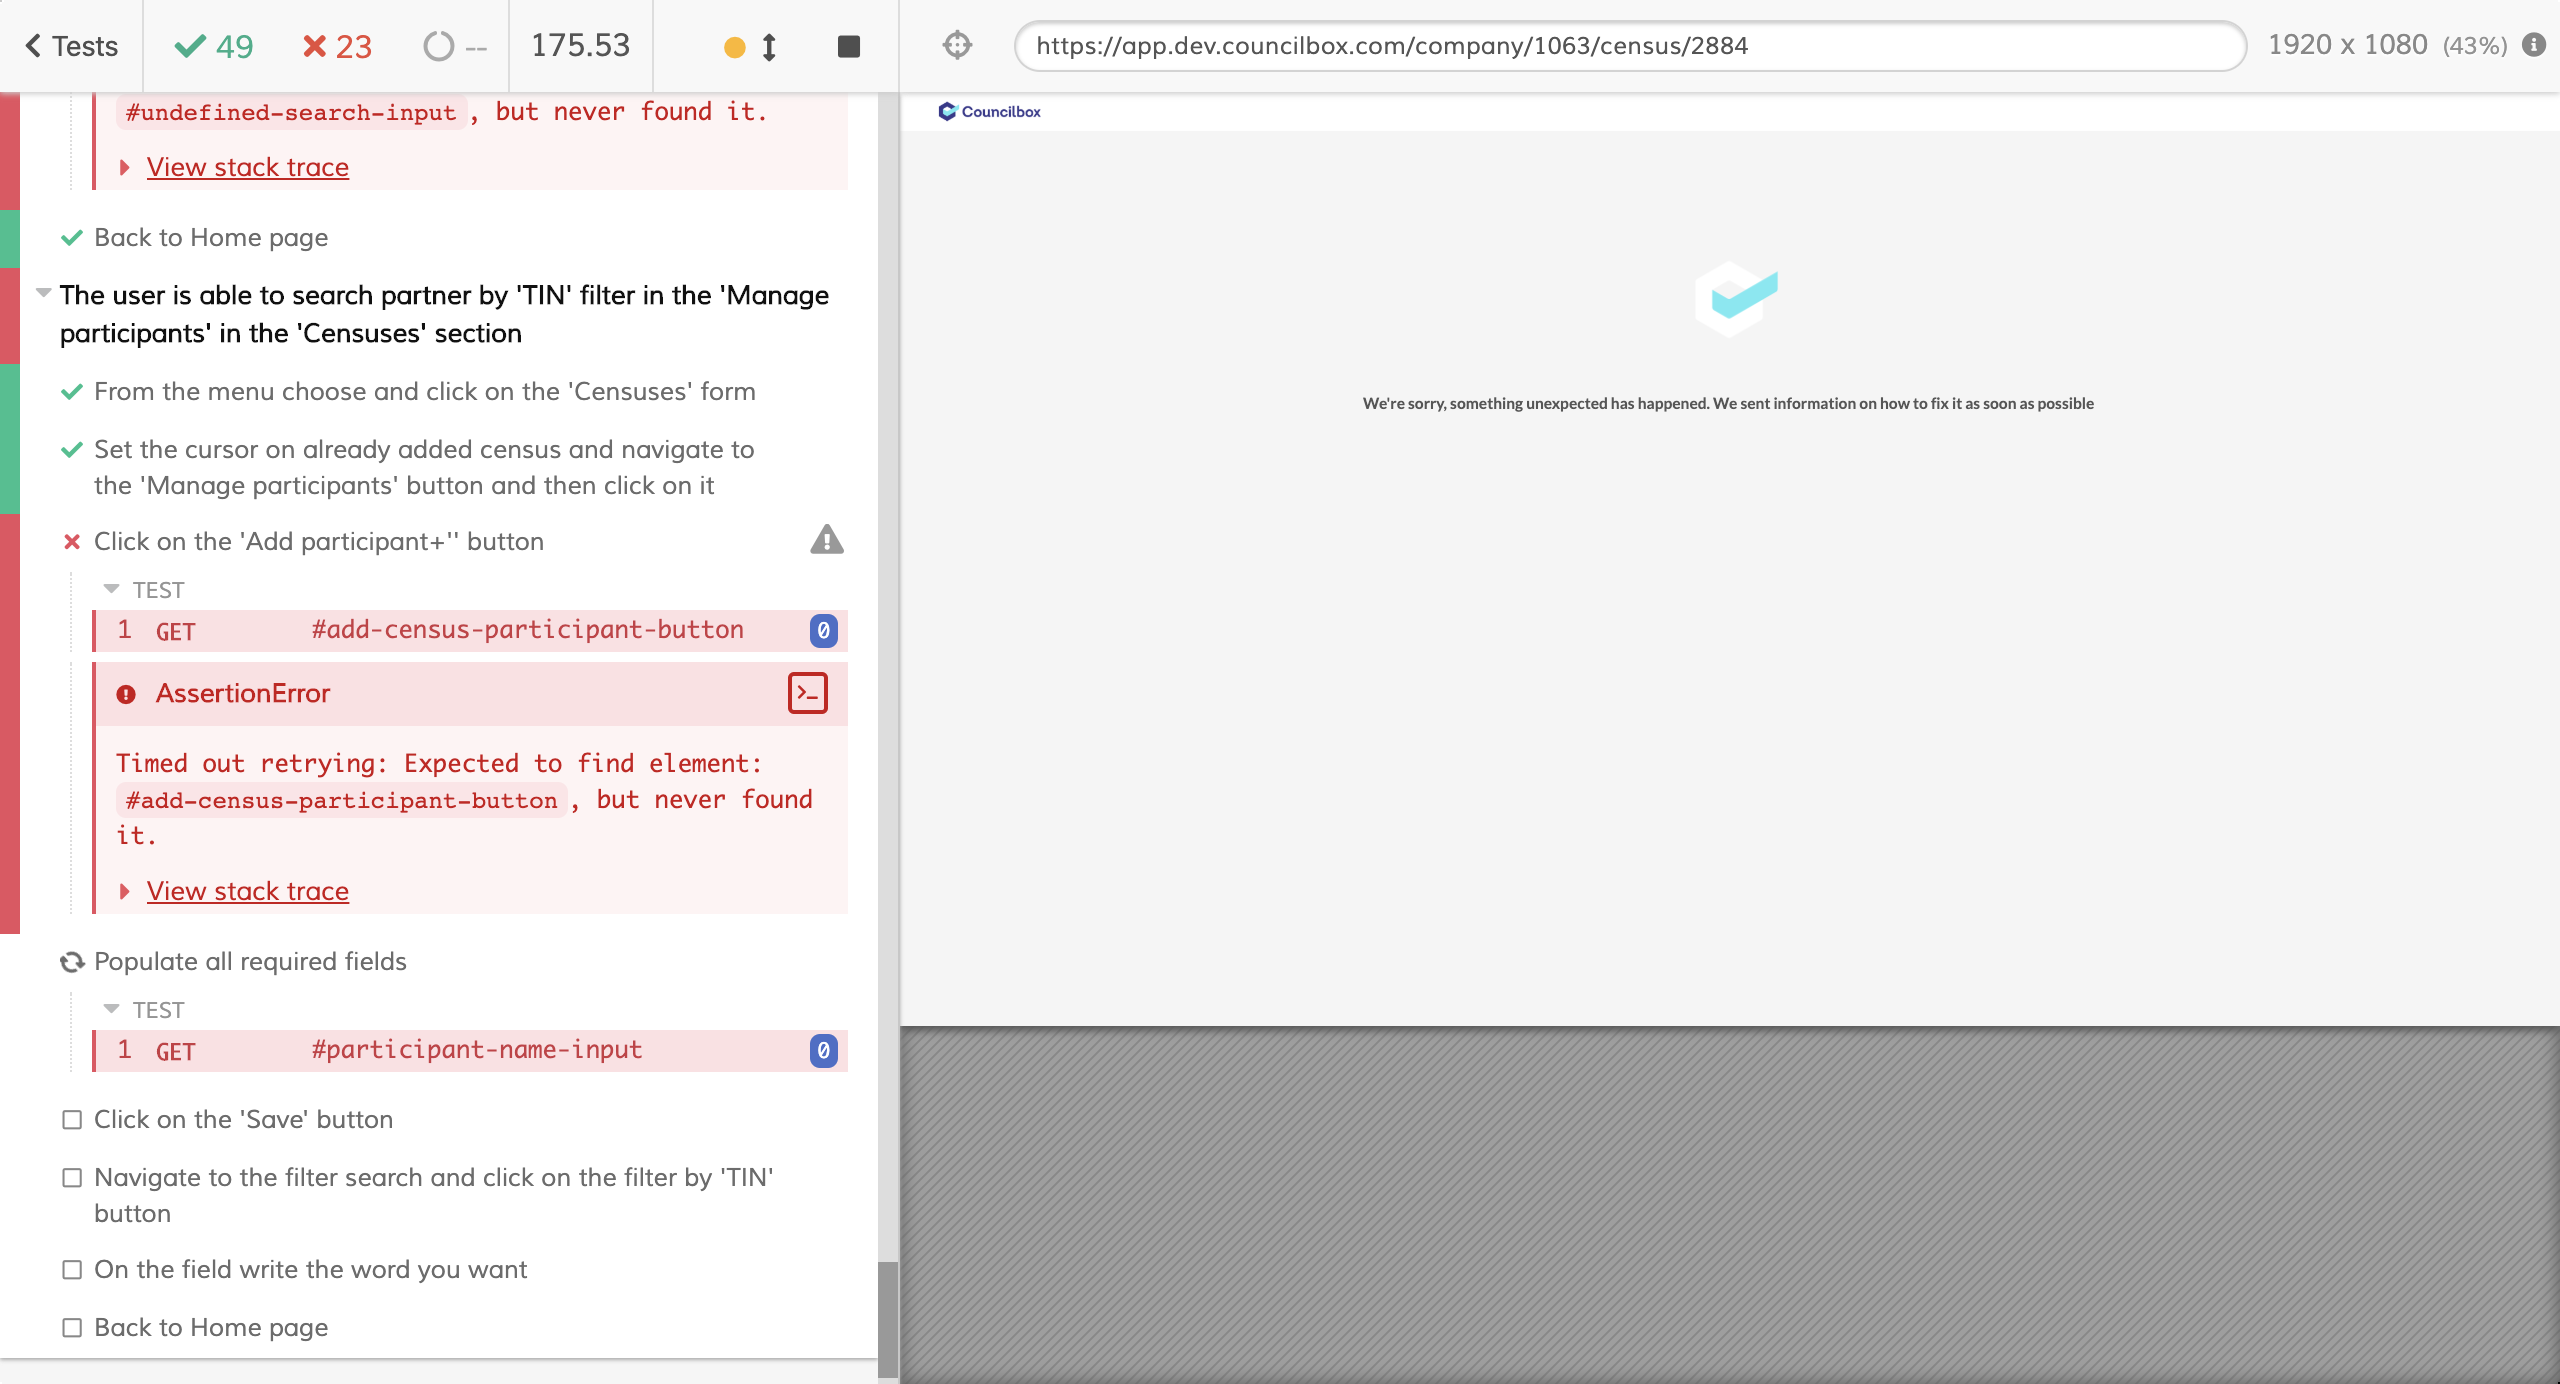 Tests
49
23
--
175.53
https://app.dev.councilbox.com/company/1063/census/2884
1920 x 1080 (43%)
#undefined-search-input, but never found it.
View stack trace
Back to Home page
The user is able to search partner by 'TIN' filter in the 'Manage
participants' in the 'Censuses' section
From the menu choose and click on the 'Censuses' form
Set the cursor on already added census and navigate to
the 'Manage participants' button and then click on it
Click on the 'Add participant+'' button
TEST
1 GET #add-census-participant-button 0
AssertionError
Timed out retrying: Expected to find element:
#add-census-participant-button, but never found
it.
View stack trace
Populate all required fields
TEST
1 GET #participant-name-input 0
Click on the 'Save' button
Navigate to the filter search and click on the filter by 'TIN'
button
On the field write the word you want
Back to Home page
Councilbox
We're sorry, something unexpected has happened. We sent information on how to fix it as soon as possible